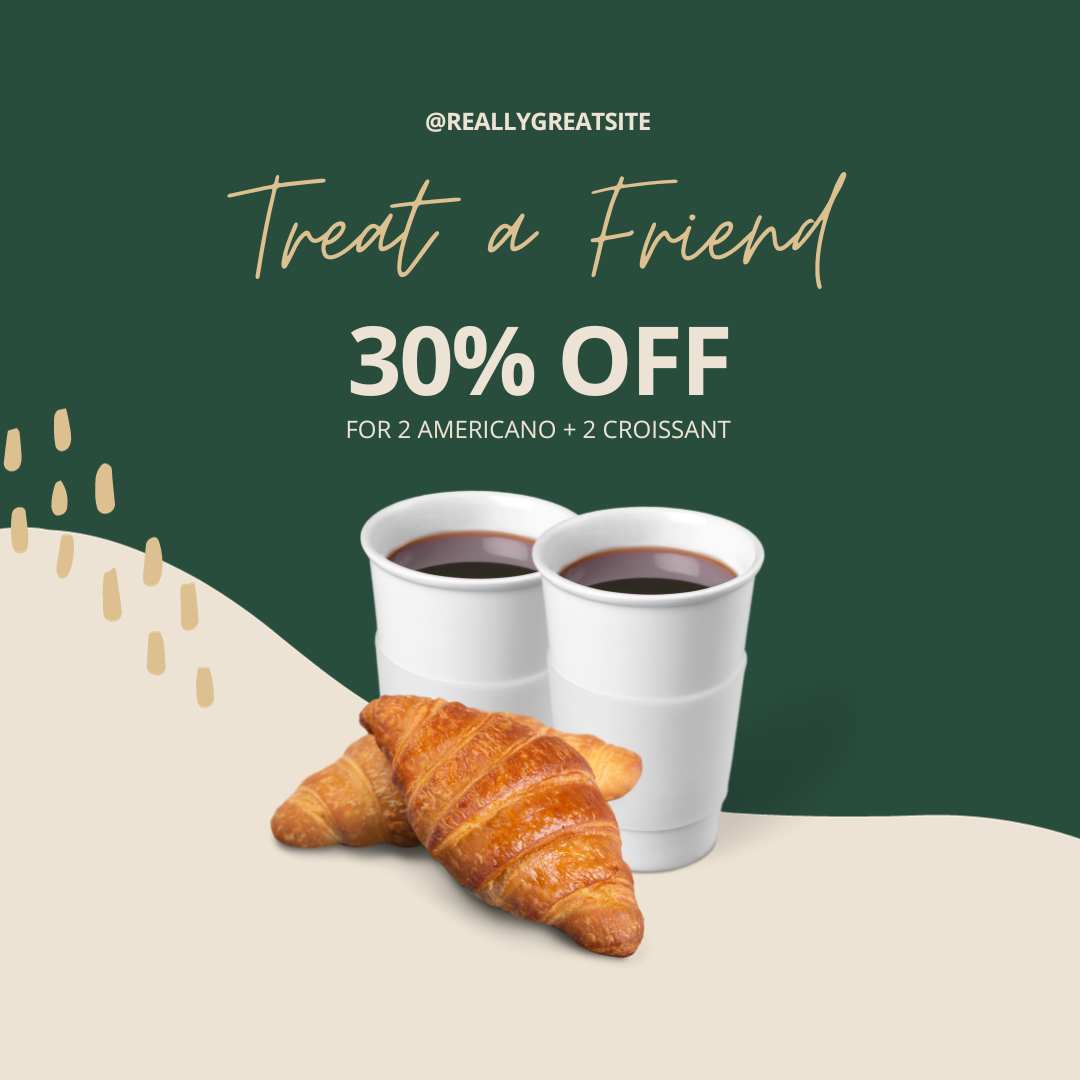 @REALLYGREATSITE
Treat a Friend
30% OFF
FOR 2 AMERICANO + 2 CROISSANT